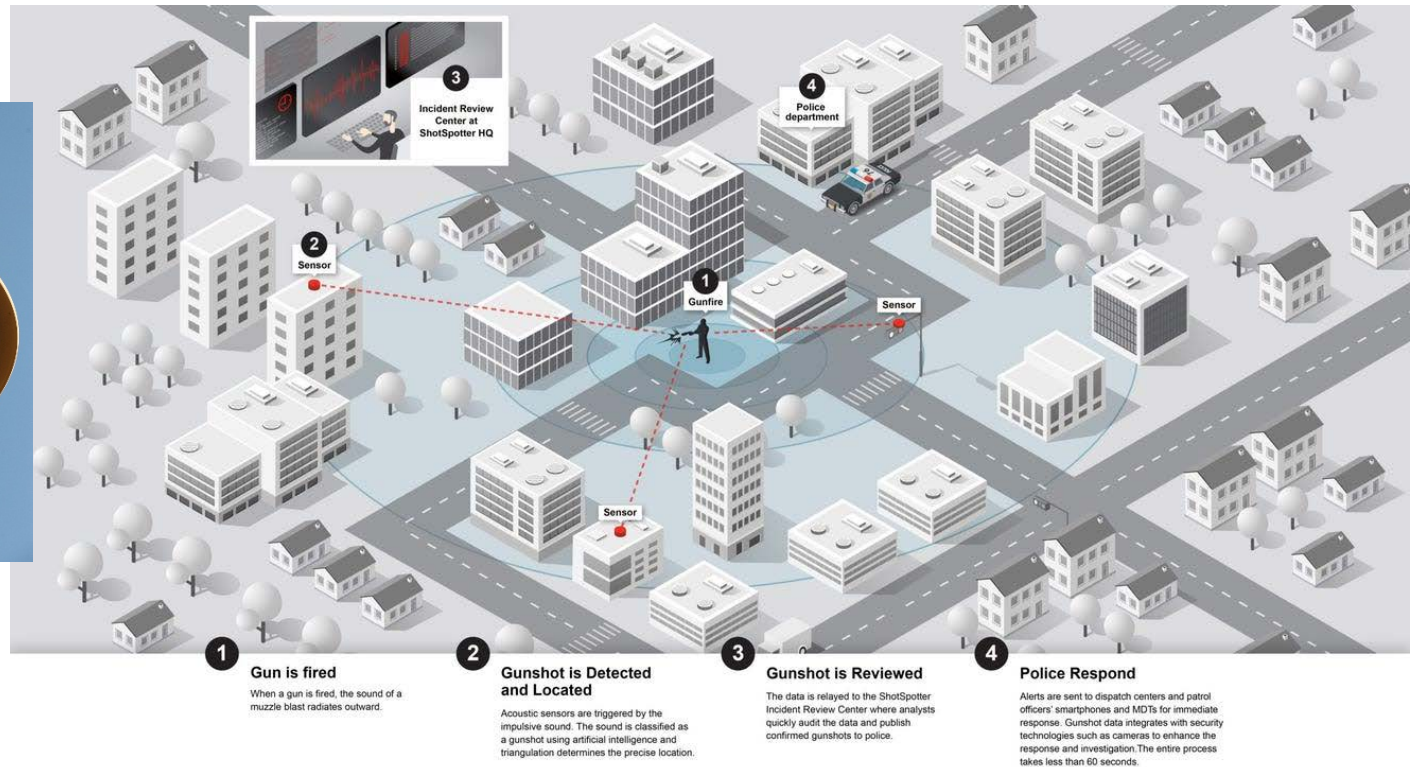 3
Incident Review
Center at
ShotSpotter HQ
4
Police
department
2
Sensor
1
Gunfire
Sensor
Sensor
1
Gun is fired
When a gun is fired, the sound of a
muzzle blast radiates outward.
2
Gunshot is Detected
and Located
Acoustic sensors are triggered by the
impulsive sound. The sound is classified as
a gunshot using artificial intelligence and
triangulation determines the precise location.
3
Gunshot is Reviewed
The data is relayed to the ShotSpotter
Incident Review Center where analysts
quickly audit the data and publish
confirmed gunshots to police.
4
Police Respond
Alerts are sent to dispatch centers and patrol
officers' smartphones and MDTs for immediate
response. Gunshot data integrates with security
technologies such as cameras to enhance the
response and investigation.The entire process
takes less than 60 seconds.